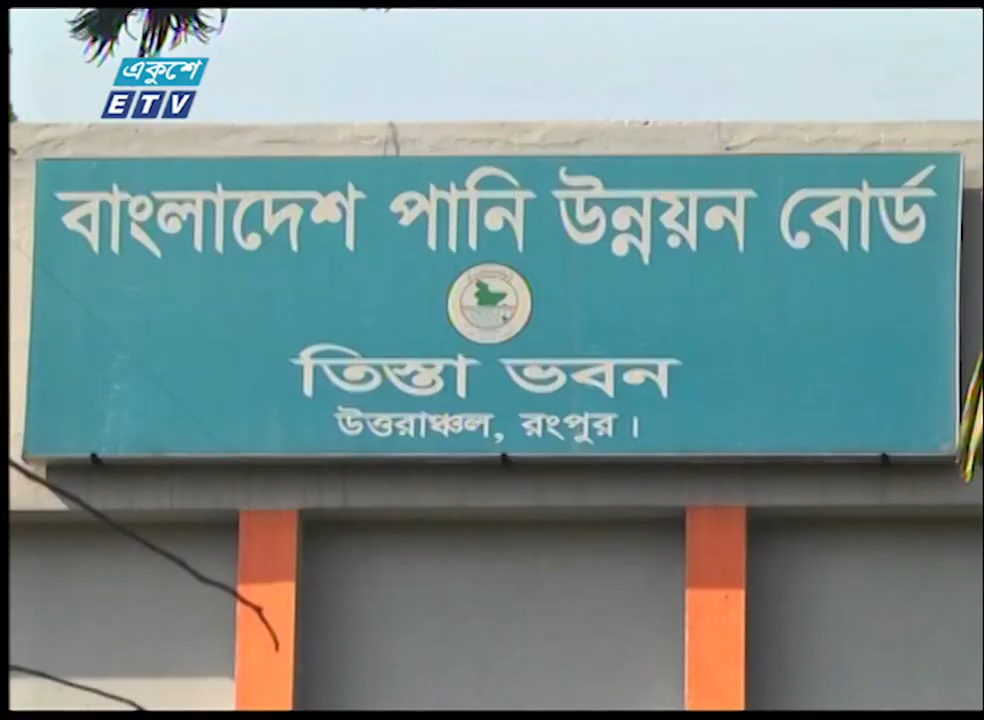 একুশে
ETV
বাংলাদেশ পানি উন্নয়ন বোর্ড
তিস্তা ভবন
উত্তরাঞ্চল, রংপুর।